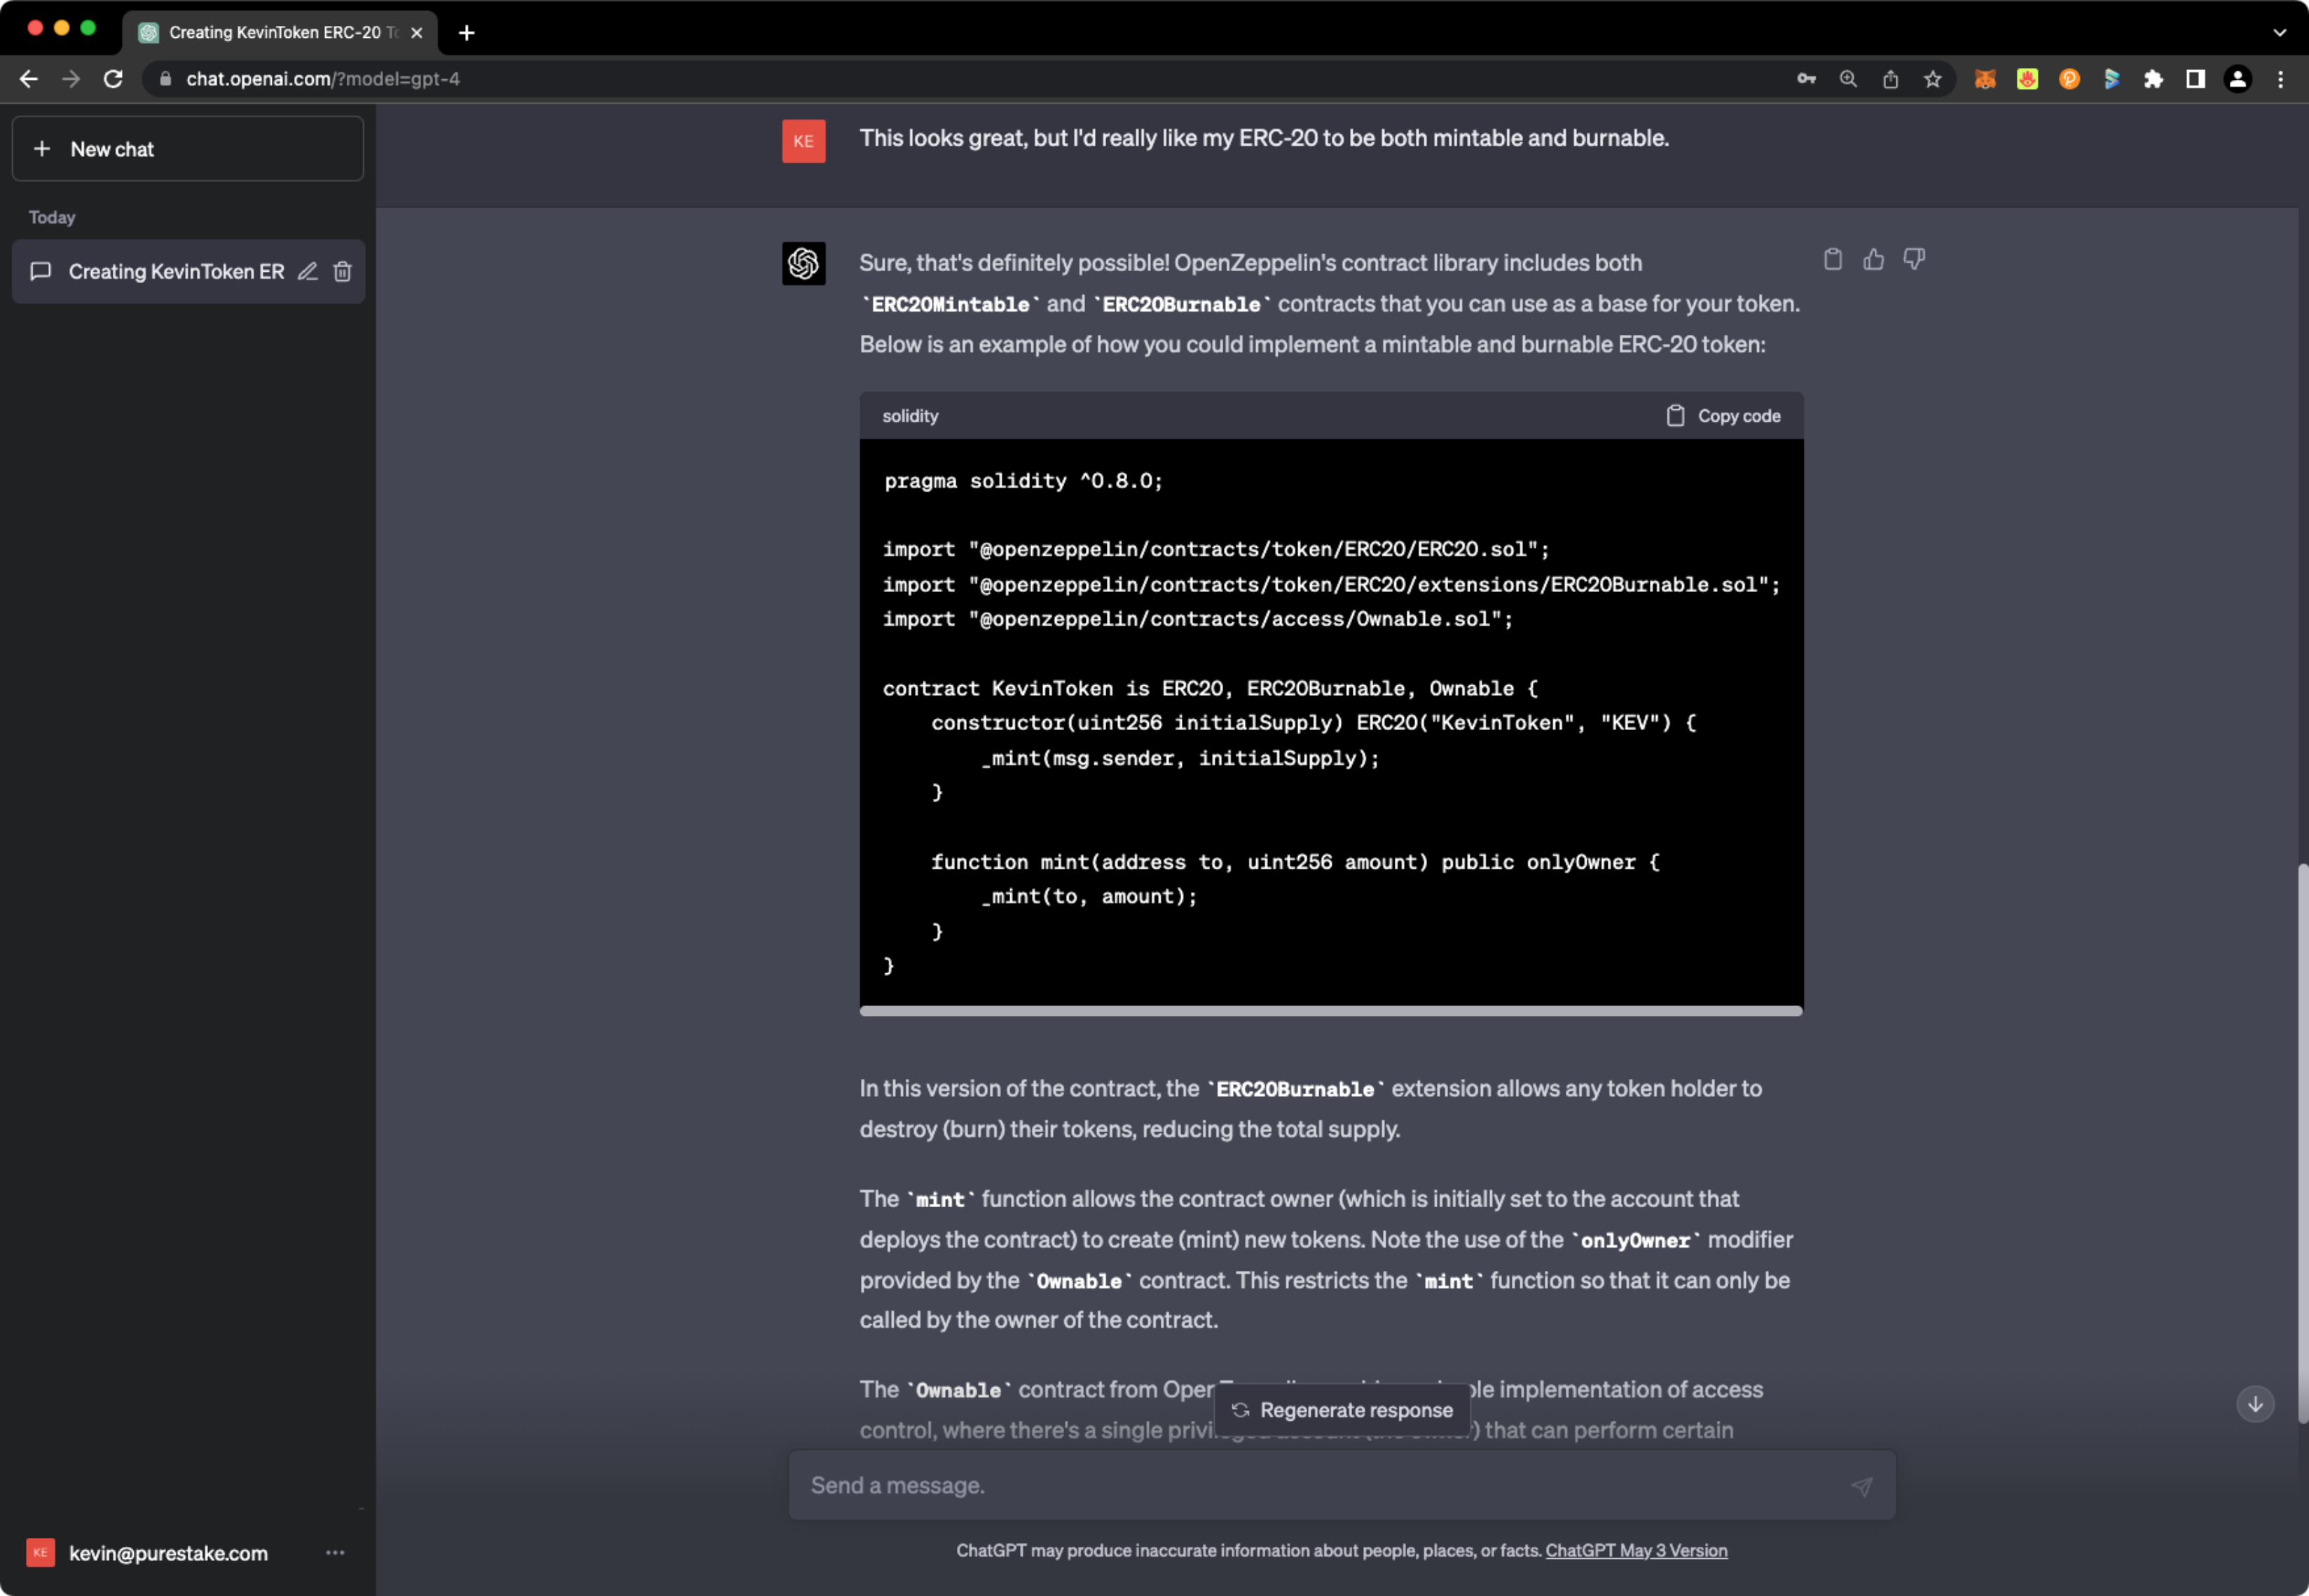 Creating KevinToken ERC-20 To
chat.openai.com/?model=gpt-4
New chat
Today
Creating KevinToken ER
KE
This looks great, but I'd really like my ERC-20 to be both mintable and burnable.
Sure, that's definitely possible! OpenZeppelin's contract library includes both
`ERC20Mintable` and `ERC20Burnable` contracts that you can use as a base for your token.
Below is an example of how you could implement a mintable and burnable ERC-20 token:
solidity
Copy code
pragma solidity ^0.8.0;
import "@openzeppelin/contracts/token/ERC20/ERC20.sol";
import "@openzeppelin/contracts/token/ERC20/extensions/ERC20Burnable.sol";
import "@openzeppelin/contracts/access/Ownable.sol";
contract KevinToken is ERC20, ERC20Burnable, Ownable {
    constructor(uint256 initialSupply) ERC20("KevinToken", "KEV") {
        _mint(msg.sender, initialSupply);
    }
    function mint(address to, uint256 amount) public onlyOwner {
        _mint(to, amount);
    }
}
In this version of the contract, the `ERC20Burnable` extension allows any token holder to
destroy (burn) their tokens, reducing the total supply.
The `mint` function allows the contract owner (which is initially set to the account that
deploys the contract) to create (mint) new tokens. Note the use of the `onlyOwner` modifier
provided by the `Ownable` contract. This restricts the `mint` function so that it can only be
called by the owner of the contract.
The `Ownable` contract from implementation of access
control, where there's a single that can perform certain
Regenerate response
Send a message.
ChatGPT may produce inaccurate information about people, places, or facts. ChatGPT May 3 Version
KE
kevin@purestake.com